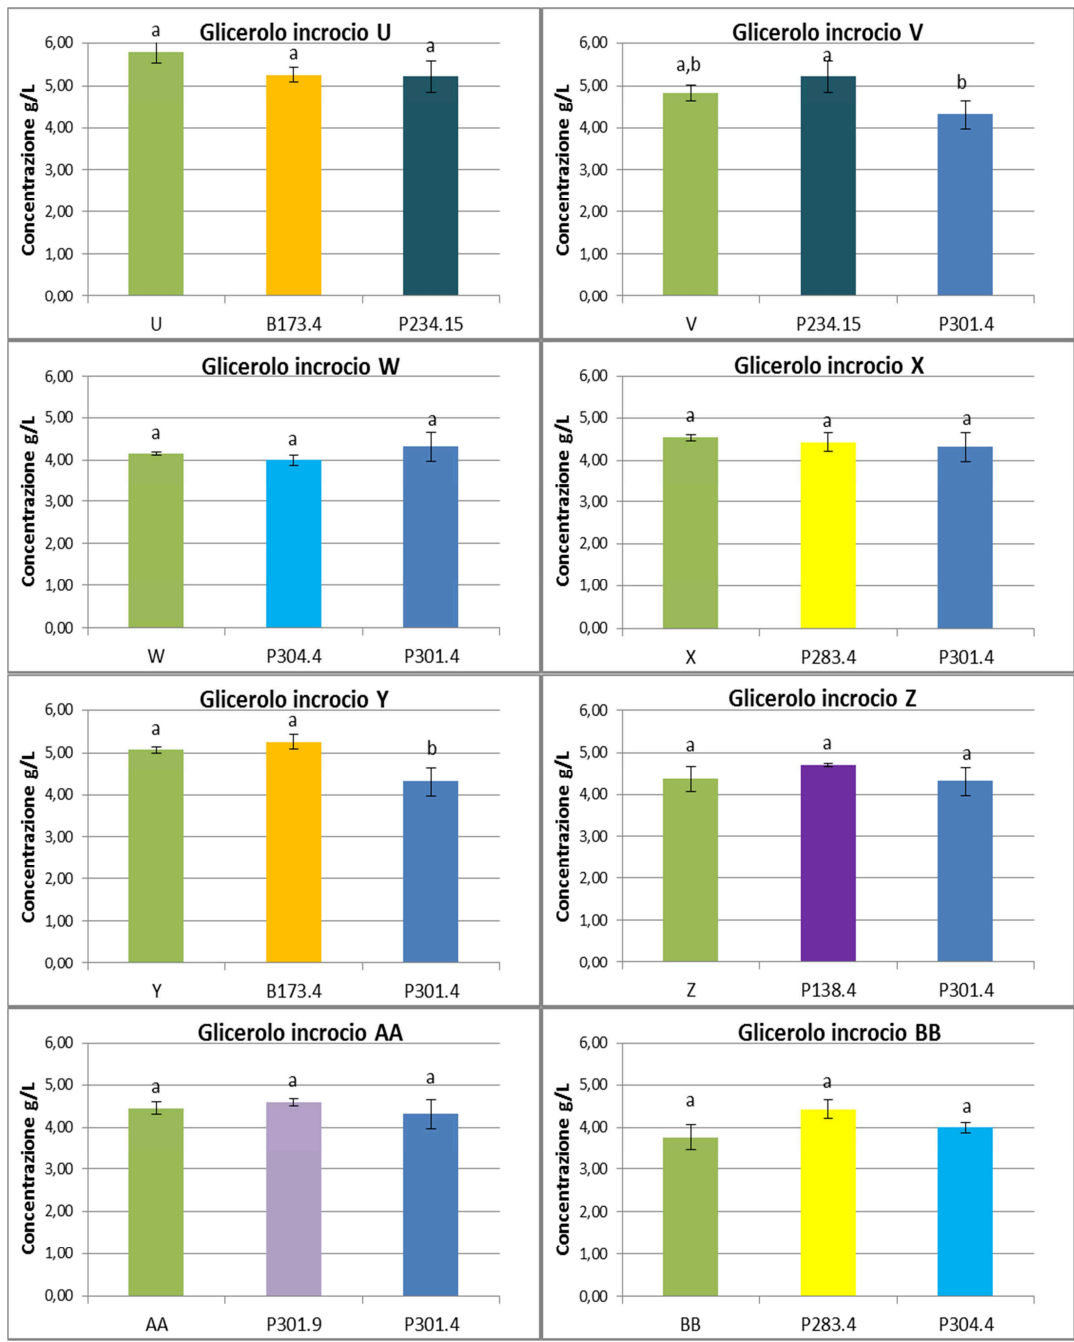 Glicerolo incrocio U
Concentrazione g/L
6,00
5,00
4,00
3,00
2,00
1,00
0,00
a
a
a
U B173.4 P234.15
Glicerolo incrocio V
Concentrazione g/L
6,00
5,00
4,00
3,00
2,00
1,00
0,00
a,b
a
b
V P234.15 P301.4
Glicerolo incrocio W
Concentrazione g/L
6,00
5,00
4,00
3,00
2,00
1,00
0,00
a
a
a
W P304.4 P301.4
Glicerolo incrocio X
Concentrazione g/L
6,00
5,00
4,00
3,00
2,00
1,00
0,00
a
a
a
X P283.4 P301.4
Glicerolo incrocio Y
Concentrazione g/L
6,00
5,00
4,00
3,00
2,00
1,00
0,00
a
a
b
Y B173.4 P301.4
Glicerolo incrocio Z
Concentrazione g/L
6,00
5,00
4,00
3,00
2,00
1,00
0,00
a
a
a
Z P138.4 P301.4
Glicerolo incrocio AA
Concentrazione g/L
6,00
5,00
4,00
3,00
2,00
1,00
0,00
a
a
a
AA P301.9 P301.4
Glicerolo incrocio BB
Concentrazione g/L
6,00
5,00
4,00
3,00
2,00
1,00
0,00
a
a
a
BB P283.4 P304.4